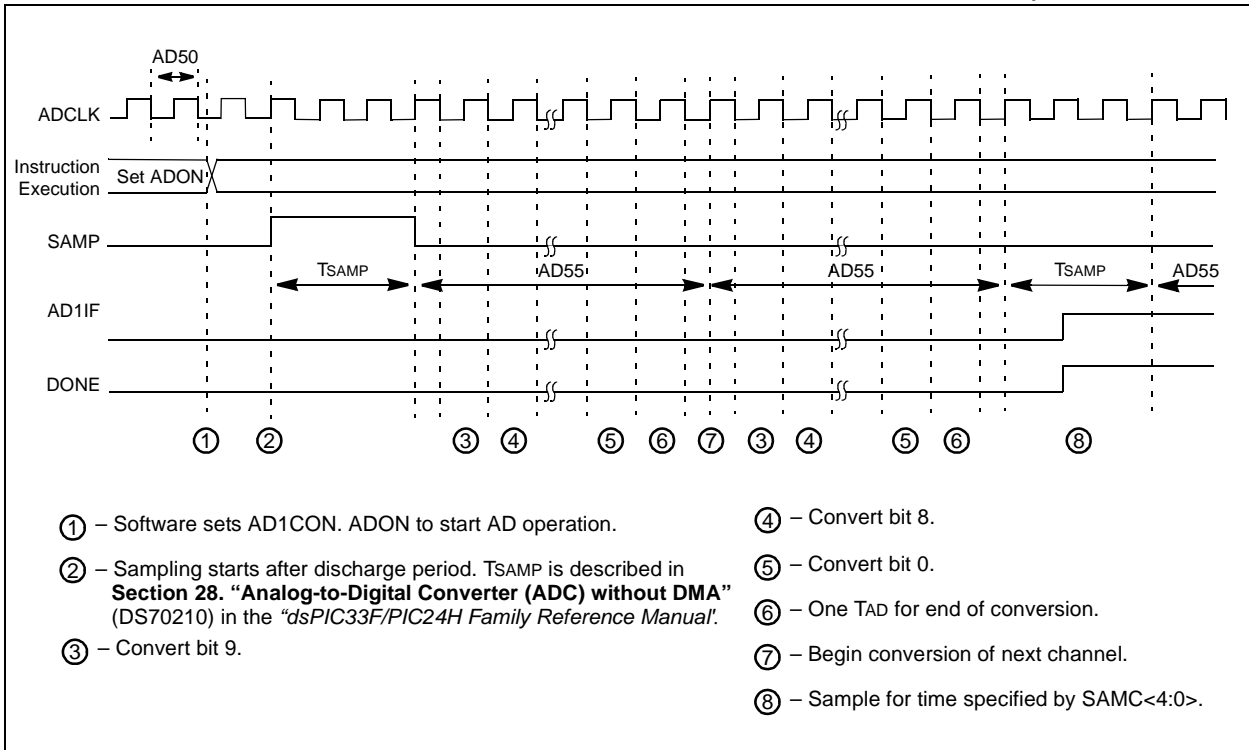 AD50
ADCLK
Instruction
Execution
Set ADON
SAMP
TSAMP
AD55
AD55
TSAMP
AD55
AD1IF
DONE
1 2 3 4 5 6 7 3 4 5 6 8
1 – Software sets AD1CON. ADON to start AD operation.
2 – Sampling starts after discharge period. TSAMP is described in
Section 28. “Analog-to-Digital Converter (ADC) without DMA”
(DS70210) in the “dsPIC33F/PIC24H Family Reference Manual'.
3 – Convert bit 9.
4 – Convert bit 8.
5 – Convert bit 0.
6 – One TAD for end of conversion.
7 – Begin conversion of next channel.
8 – Sample for time specified by SAMC<4:0>.